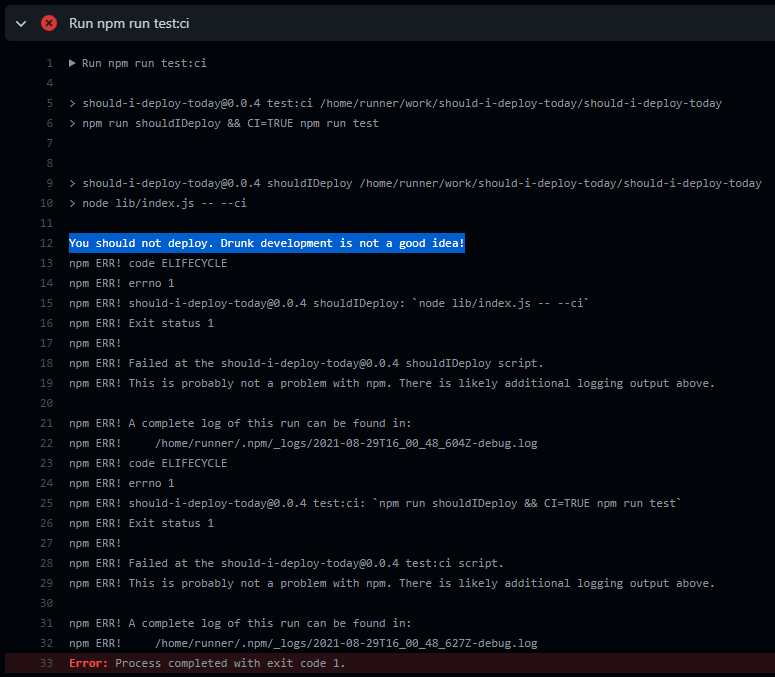 Run npm run test:ci
1 ▶ Run npm run test:ci
4
5 > should-i-deploy-today@0.0.4 test:ci /home/runner/work/should-i-deploy-today/should-i-deploy-today
6 > npm run shouldIDeploy && CI=TRUE npm run test
7
8
9 > should-i-deploy-today@0.0.4 shouldIDeploy /home/runner/work/should-i-deploy-today/should-i-deploy-today
10 > node lib/index.js -- --ci
11
12 You should not deploy. Drunk development is not a good idea!
13 npm ERR! code ELIFECYCLE
14 npm ERR! errno 1
15 npm ERR! should-i-deploy-today@0.0.4 shouldIDeploy: `node lib/index.js -- --ci`
16 npm ERR! Exit status 1
17 npm ERR!
18 npm ERR! Failed at the should-i-deploy-today@0.0.4 shouldIDeploy script.
19 npm ERR! This is probably not a problem with npm. There is likely additional logging output above.
20
21 npm ERR! A complete log of this run can be found in:
22 npm ERR!     /home/runner/.npm/_logs/2021-08-29T16_00_48_604Z-debug.log
23 npm ERR! code ELIFECYCLE
24 npm ERR! errno 1
25 npm ERR! should-i-deploy-today@0.0.4 test:ci: `npm run shouldIDeploy && CI=TRUE npm run test`
26 npm ERR! Exit status 1
27 npm ERR!
28 npm ERR! Failed at the should-i-deploy-today@0.0.4 test:ci script.
29 npm ERR! This is probably not a problem with npm. There is likely additional logging output above.
30
31 npm ERR! A complete log of this run can be found in:
32 npm ERR!     /home/runner/.npm/_logs/2021-08-29T16_00_48_627Z-debug.log
33 Error: Process completed with exit code 1.